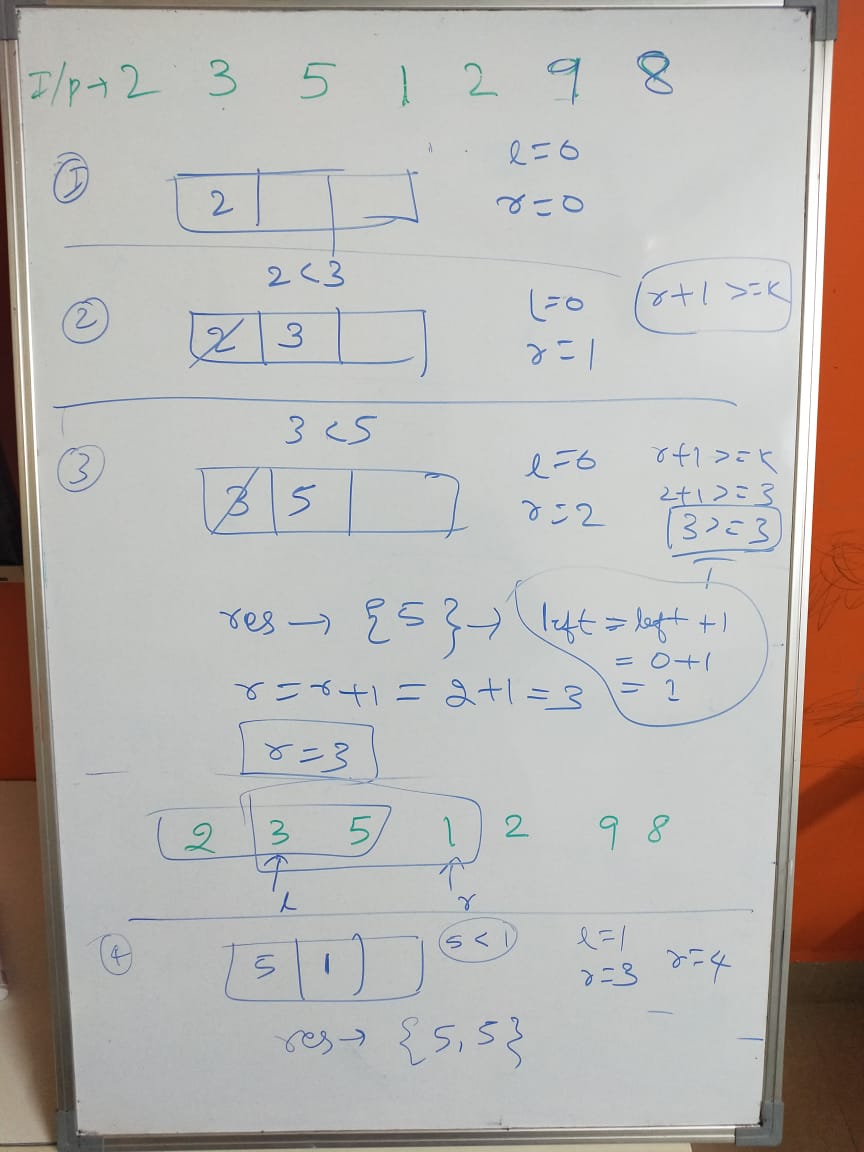 I/p → 2 3 5 1 2 9 8
① l=0
2 r=0
2<3
② l=0 r+1 >=K
2 3 r=1
3<5
③ l=0 r+1>=K
3 5 r=2 2+1>=3
3>=3
res → {5} → left = left +1
= 0+1
r=r+1 = 2+1=3 = 1
r=3
2 3 5 1 2 9 8
l r
④ 5 1 5<1 l=1
r=3 r=4
res → {5,5}